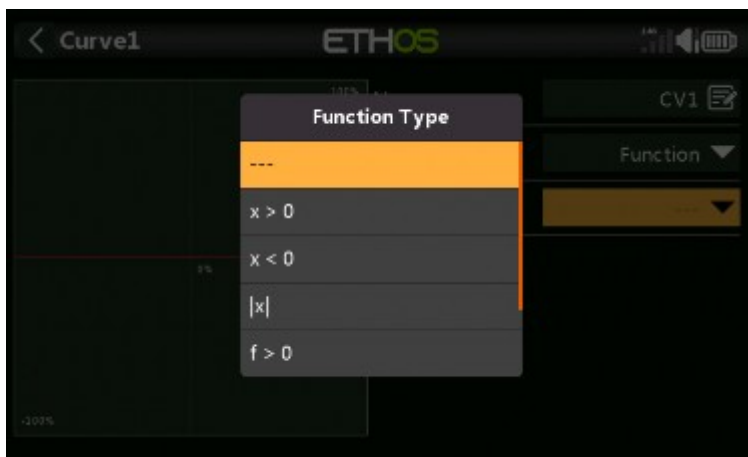 Curve1
ETHOS
Function Type
CV1
---
Function
x > 0
---
x < 0
0%
|x|
f > 0
-100%